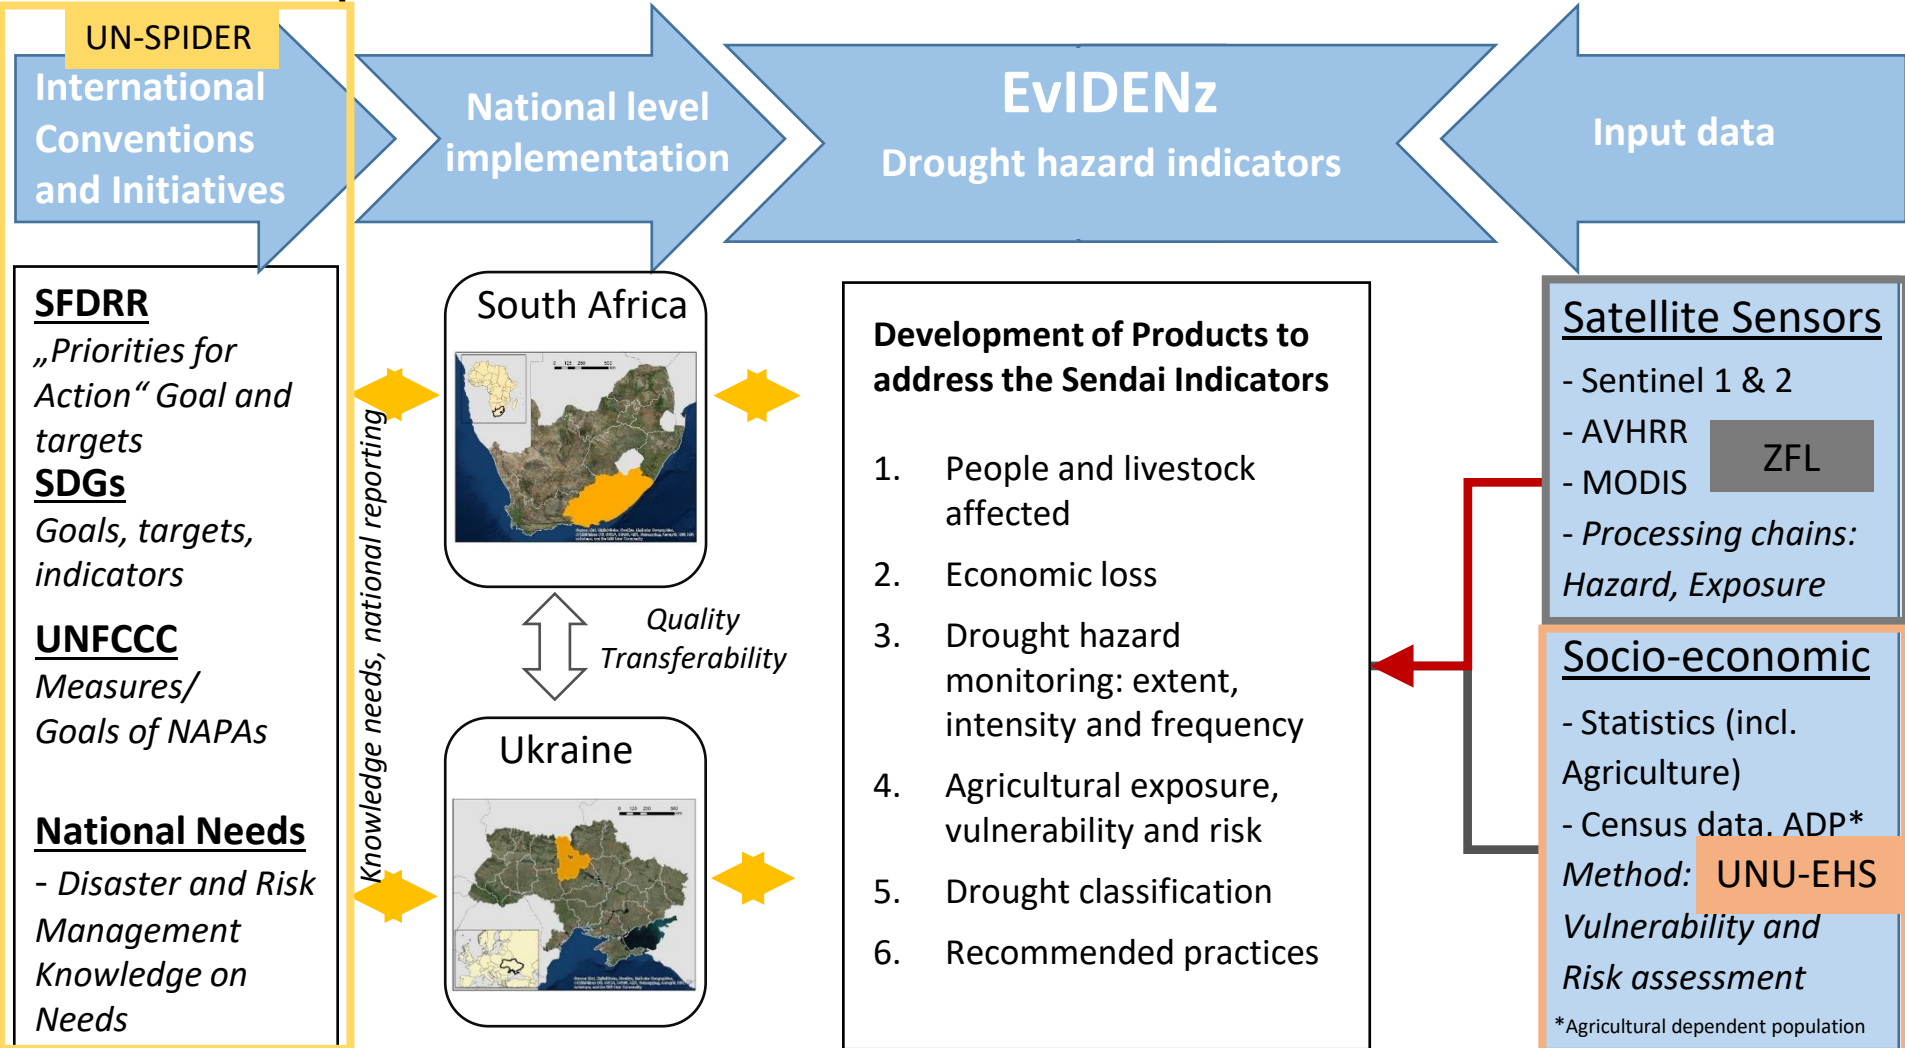 UN-SPIDER
International
Conventions
and Initiatives
National level
implementation
EvIDENz
Drought hazard indicators
Input data
SFDRR
„Priorities for
Action“ Goal and
targets
SDGs
Goals, targets,
indicators
UNFCCC
Measures/
Goals of NAPAs
National Needs
- Disaster and Risk
Management
Knowledge on
Needs
Knowledge needs, national reporting
South Africa
Quality
Transferability
Ukraine
Development of Products to
address the Sendai Indicators
1. People and livestock
affected
2. Economic loss
3. Drought hazard
monitoring: extent,
intensity and frequency
4. Agricultural exposure,
vulnerability and risk
5. Drought classification
6. Recommended practices
Satellite Sensors
- Sentinel 1 & 2
- AVHRR
- MODIS
ZFL
- Processing chains:
Hazard, Exposure
Socio-economic
- Statistics (incl.
Agriculture)
- Census data, ADP*
Method:
UNU-EHS
Vulnerability and
Risk assessment
*Agricultural dependent population